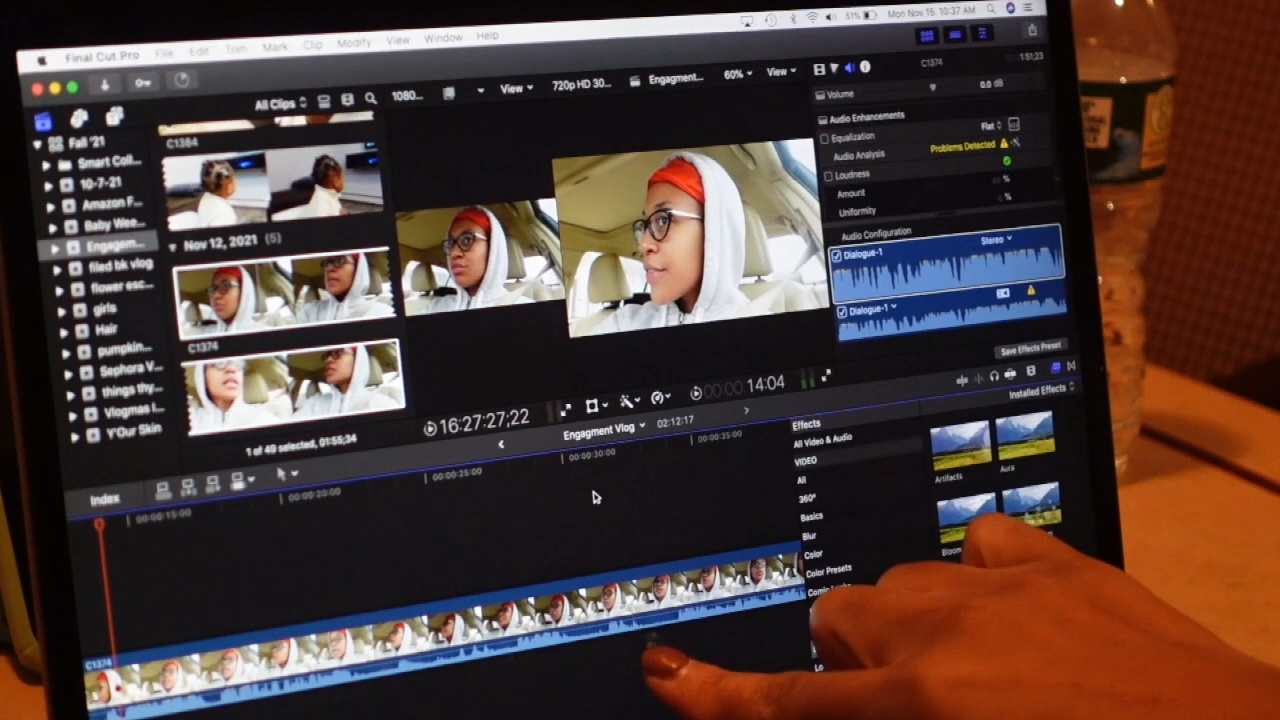 Final Cut Pro File Edit Trim Mark Clip Modify View Window Help
51% Mon Nov 15, 10:37 AM
All Clips
1080...
View
720p HD 30...
Engagment...
60%
View
C1374
1:51;23
Fall '21
Smart Coll...
10-7-21
Amazon F...
Baby Wee...
Engagem...
filed bk vlog
flower esc...
girls
Hair
pumpkin...
Sephora V...
things thy...
Vlogmas I...
Y'Our Skin
C1384
Nov 12, 2021 (5)
C1374
1 of 49 selected, 01:55;34
16:27:27;22
00:00
14:04
Volume
0.0 dB
Audio Enhancements
Equalization
Flat
Audio Analysis
Problems Detected
Loudness
Amount
%
Uniformity
%
Audio Configuration
Dialogue-1
Stereo
Dialogue-1
Save Effects Preset
Index
Engagment Vlog
02:12:17
00:00:15:00
00:00:20:00
00:00:25:00
00:00:30:00
00:00:35:00
C1374
Effects
Installed Effects
All Video & Audio
VIDEO
All
360°
Basics
Blur
Color
Color Presets
Artifacts
Aura
Bloom